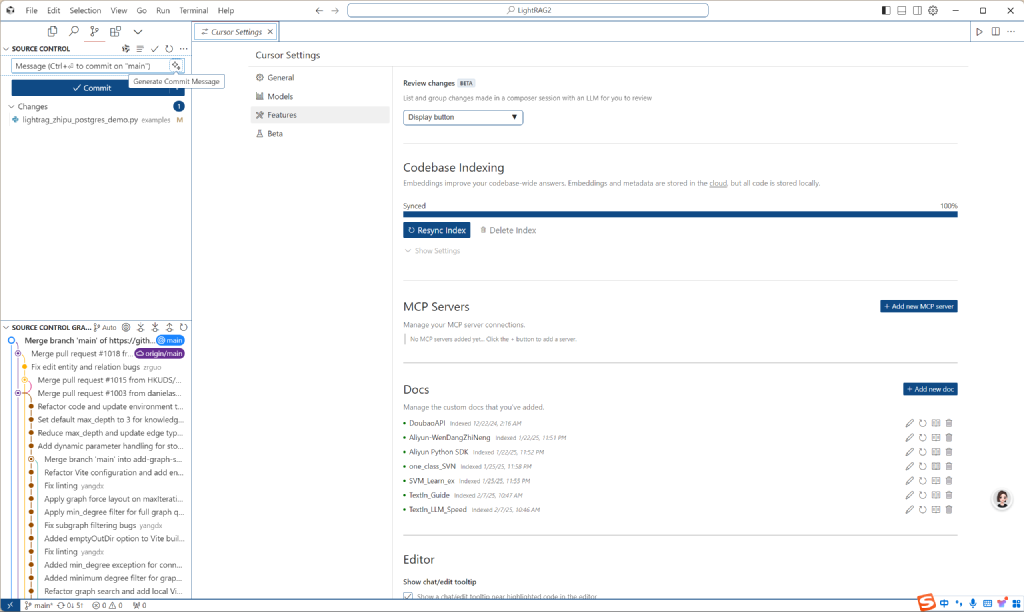 File Edit Selection View Go Run Terminal Help
LightRAG2
SOURCE CONTROL
Message (Ctrl+⏎ to commit on "main")
Generate Commit Message
Commit
Changes 1
lightrag_zhipu_postgres_demo.py examples M
SOURCE CONTROL GRA... Auto
Merge branch 'main' of https://gith... main
Merge pull request #1018 fr... origin/main
Fix edit entity and relation bugs zrguo
Merge pull request #1015 from HKUDS/...
Merge pull request #1003 from danielas...
Refactor code and update environment t...
Set default max_depth to 3 for knowledg...
Reduce max_depth and update edge typ...
Add dynamic parameter handling for sto...
Merge branch 'main' into add-graph-s...
Refactor Vite configuration and add en...
Fix linting yangdx
Apply graph force layout on maxIteratio...
Apply min_degree filter for full graph q...
Fix subgraph filtering bugs yangdx
Added emptyOutDir option to Vite buil...
Fix linting yangdx
Added min_degree exception for conn...
Added minimum degree filter for grap...
Refactor graph search and add local Vi...
main* 0↓ 5↑ 0 0 0
Cursor Settings
Cursor Settings
General
Models
Features
Beta
Review changes BETA
List and group changes made in a composer session with an LLM for you to review
Display button
Codebase Indexing
Embeddings improve your codebase-wide answers. Embeddings and metadata are stored in the cloud, but all code is stored locally.
Synced 100%
Resync Index Delete Index
Show Settings
MCP Servers
+ Add new MCP server
Manage your MCP server connections.
No MCP servers added yet... Click the + button to add a server.
Docs
+ Add new doc
Manage the custom docs that you've added.
DoubaoAPI Indexed 12/22/24, 2:16 AM
Aliyun-WenDangZhiNeng Indexed 1/22/25, 11:51 PM
Aliyun Python SDK Indexed 1/22/25, 11:52 PM
one_class_SVN Indexed 1/25/25, 11:58 PM
SVM_Learn_ex Indexed 1/25/25, 11:55 PM
TextIn_Guide Indexed 2/7/25, 10:47 AM
TextIn_LLM_Speed Indexed 2/7/25, 10:46 AM
Editor
Show chat/edit tooltip
Show a chat/edit tooltip near highlighted code in the editor
中